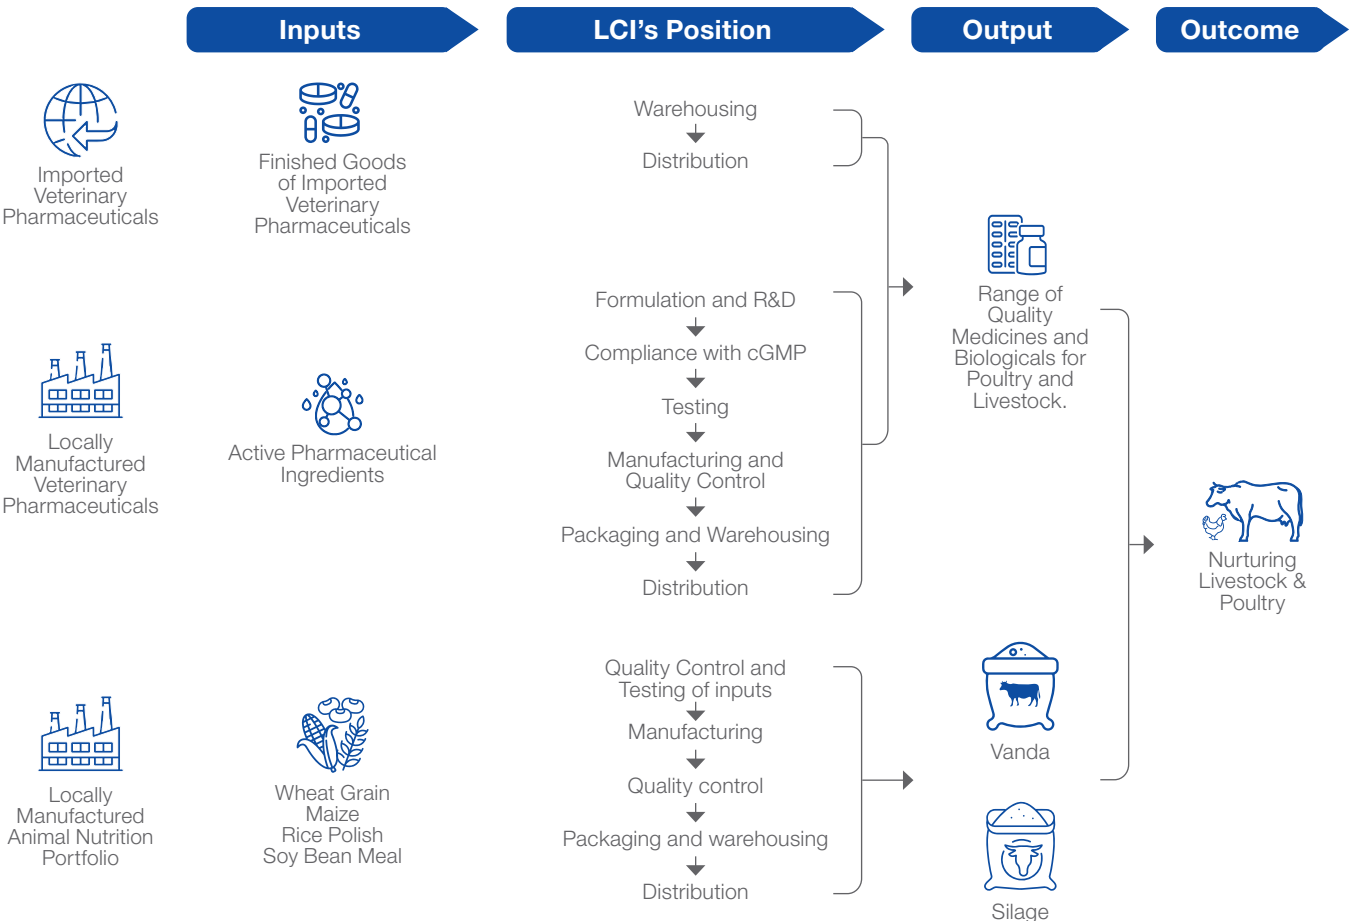 Inputs
LCI's Position
Output
Outcome
Imported
Veterinary
Pharmaceuticals
Finished Goods
of Imported
Veterinary
Pharmaceuticals
Warehousing
Distribution
Locally
Manufactured
Veterinary
Pharmaceuticals
Active Pharmaceutical
Ingredients
Formulation and R&D
Compliance with cGMP
Testing
Manufacturing and
Quality Control
Packaging and Warehousing
Distribution
Range of
Quality
Medicines and
Biologicals for
Poultry and
Livestock.
Locally
Manufactured
Animal Nutrition
Portfolio
Wheat Grain
Maize
Rice Polish
Soy Bean Meal
Quality Control and
Testing of inputs
Manufacturing
Quality control
Packaging and warehousing
Distribution
Vanda
Silage
Nurturing
Livestock &
Poultry